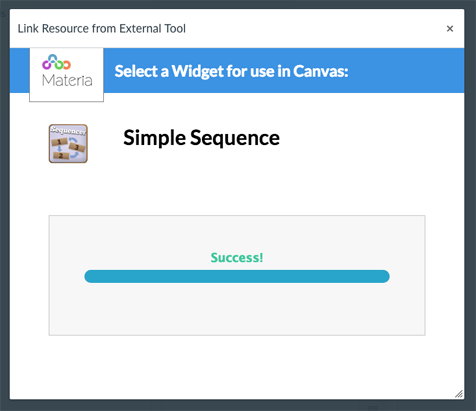 Link Resource from External Tool ×
Materia
Select a Widget for use in Canvas:
Sequencer
Simple Sequence
Success!